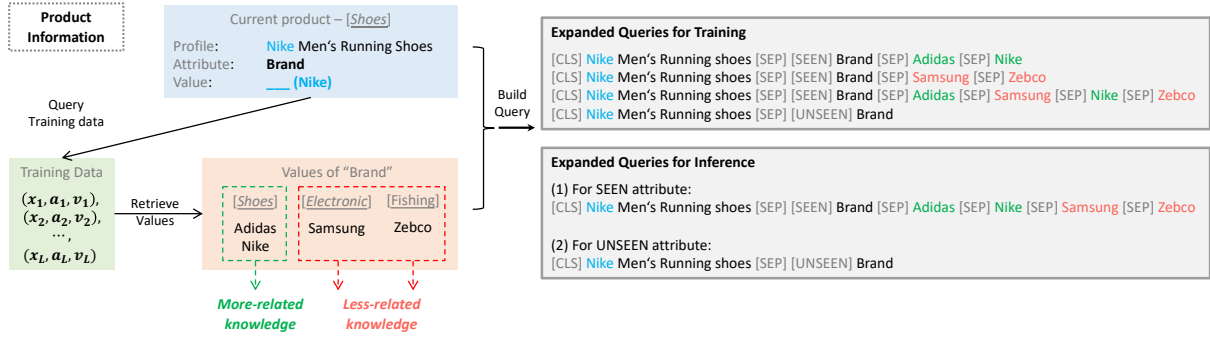 Product
Information
Current product – [Shoes]
Profile: Nike Men's Running Shoes
Attribute: Brand
Value: ___ (Nike)
Query
Training data
Training Data
(x1, a1, v1),
(x2, a2, v2),
… ,
(xL, aL, vL)
Retrieve
Values
Values of “Brand”
[Shoes] [Electronic] [Fishing]
Adidas Samsung Zebco
Nike
More-related
knowledge
Less-related
knowledge
Build
Query
Expanded Queries for Training
[CLS] Nike Men‘s Running shoes [SEP] [SEEN] Brand [SEP] Adidas [SEP] Nike
[CLS] Nike Men‘s Running shoes [SEP] [SEEN] Brand [SEP] Samsung [SEP] Zebco
[CLS] Nike Men‘s Running shoes [SEP] [SEEN] Brand [SEP] Adidas [SEP] Samsung [SEP] Nike [SEP] Zebco
[CLS] Nike Men‘s Running shoes [SEP] [UNSEEN] Brand
Expanded Queries for Inference
(1) For SEEN attribute:
[CLS] Nike Men‘s Running shoes [SEP] [SEEN] Brand [SEP] Adidas [SEP] Nike [SEP] Samsung [SEP] Zebco
(2) For UNSEEN attribute:
[CLS] Nike Men‘s Running shoes [SEP] [UNSEEN] Brand